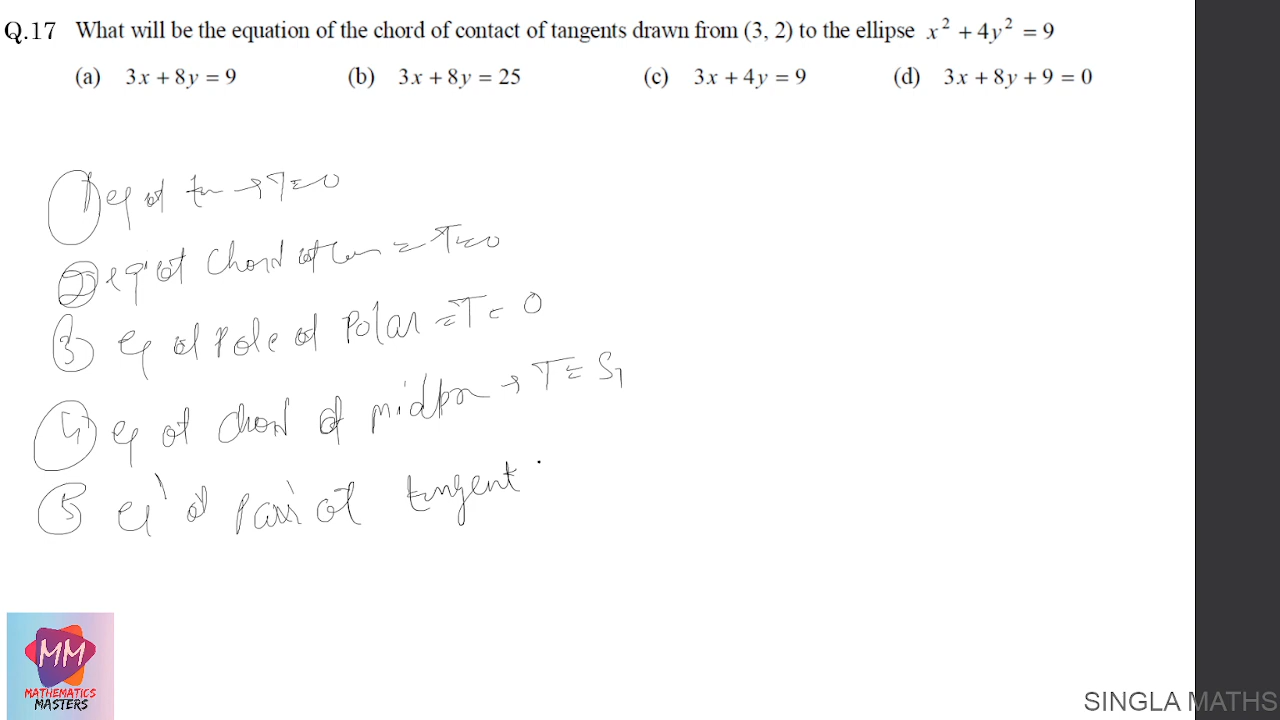 Q.17 What will be the equation of the chord of contact of tangents drawn from (3, 2) to the ellipse x² + 4y² = 9
(a) 3x + 8y = 9 (b) 3x + 8y = 25 (c) 3x + 4y = 9 (d) 3x + 8y + 9 = 0
1) eq of tn → T=0
2) eq of Chord of = T=0
3) eq of Pole of Polar = T = 0
4) eq of chord of midpn → T = S₁
5 eq of Pair of tangent
MM
MATHEMATICS
MASTERS
SINGLA MATHS